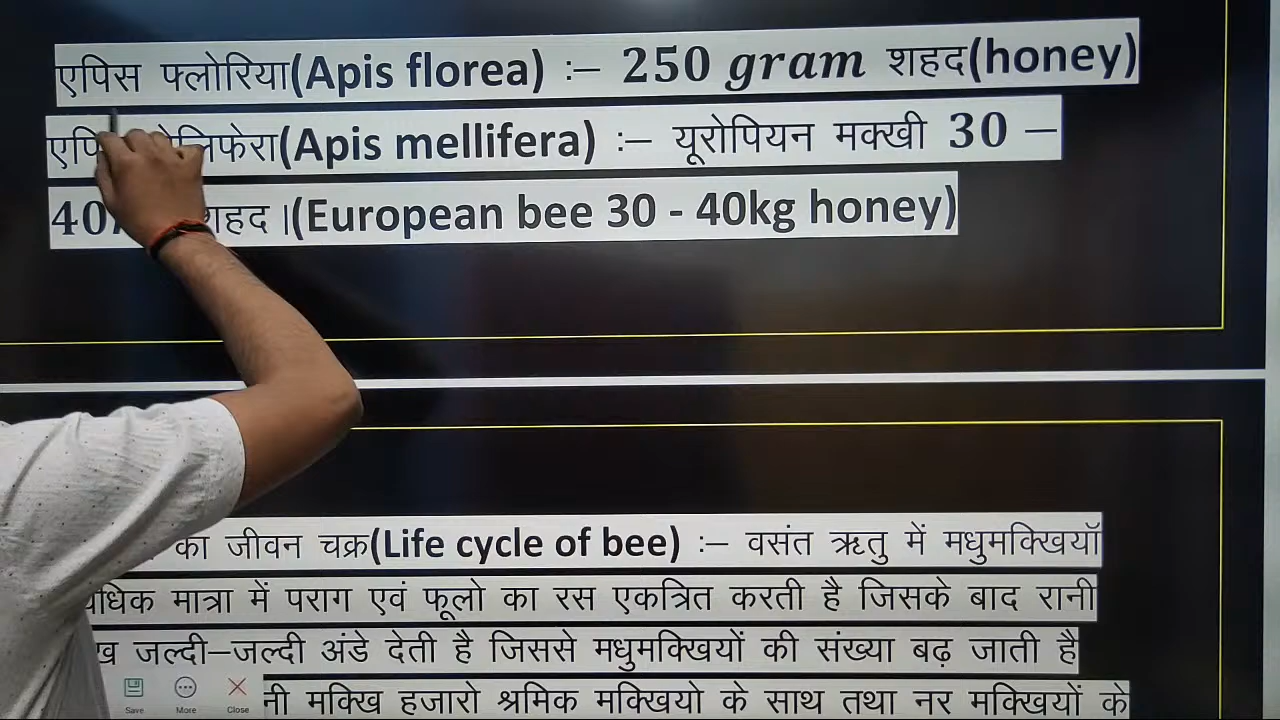 एपिस फ्लोरिया(Apis florea) :– 250 gram शहद(honey)
(Apis mellifera) :– यूरोपियन मक्खी 30 –
शहद |(European bee 30 - 40kg honey)
का जीवन चक्र(Life cycle of bee) :– वसंत ऋतु में मधुमक्खियॉ
मात्रा में पराग एवं फूलो का रस एकत्रित करती है जिसके बाद रानी
जल्दी–जल्दी अंडे देती है जिससे मधुमक्खियों की संख्या बढ़ जाती है
मक्खि हजारो श्रमिक मक्खियो के साथ तथा नर मक्खियों के
Save More Close